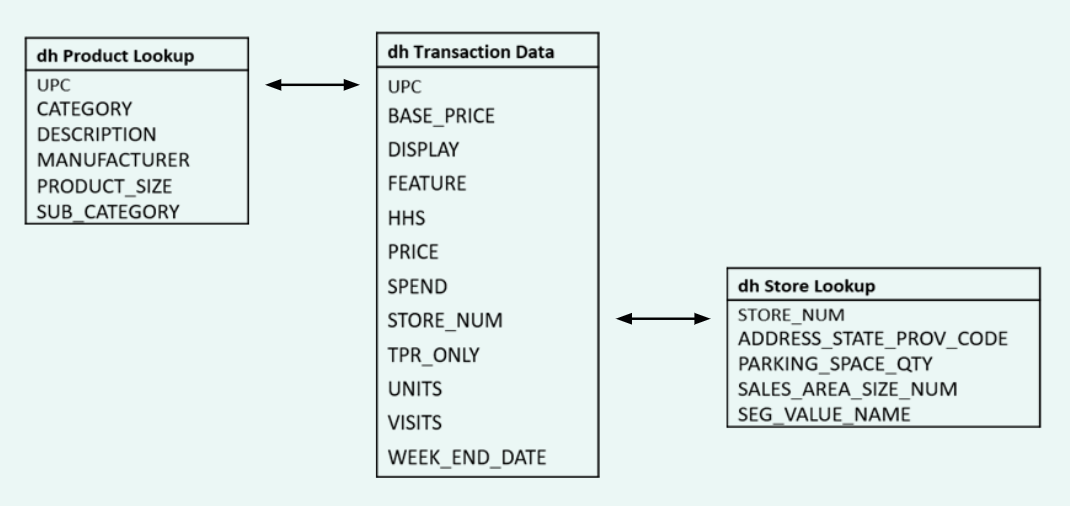 dh Product Lookup
UPC
CATEGORY
DESCRIPTION
MANUFACTURER
PRODUCT_SIZE
SUB_CATEGORY
dh Transaction Data
UPC
BASE_PRICE
DISPLAY
FEATURE
HHS
PRICE
SPEND
STORE_NUM
TPR_ONLY
UNITS
VISITS
WEEK_END_DATE
dh Store Lookup
STORE_NUM
ADDRESS_STATE_PROV_CODE
PARKING_SPACE_QTY
SALES_AREA_SIZE_NUM
SEG_VALUE_NAME